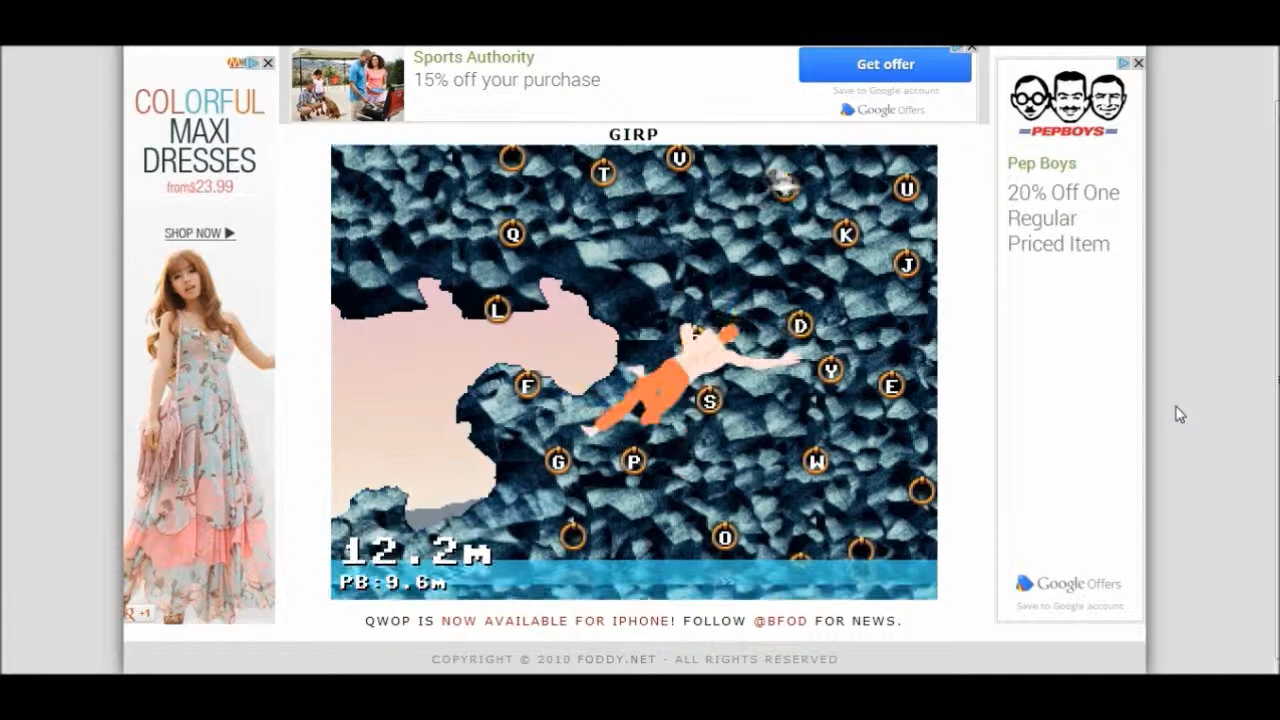 Sports Authority
15% off your purchase
Get offer
Save to Google account
Google Offers
COLORFUL
MAXI
DRESSES
from $23.99
SHOP NOW
+1
GIRP
V
T
U
Q
K
J
L
D
Y
F
E
S
G
P
W
O
12.2m
PB:9.6m
PEPBOYS
Pep Boys
20% Off One
Regular
Priced Item
Google Offers
Save to Google account
QWOP IS NOW AVAILABLE FOR IPHONE! FOLLOW @BFOD FOR NEWS.
COPYRIGHT © 2010 FODDY.NET - ALL RIGHTS RESERVED